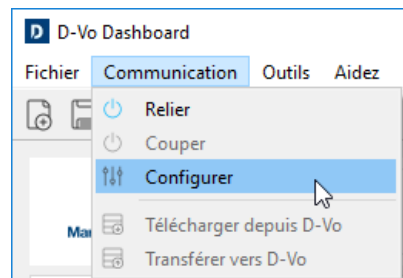 D D-Vo Dashboard
Fichier Communication Outils Aidez
Relier
Couper
Configurer
Télécharger depuis D-Vo
Transférer vers D-Vo